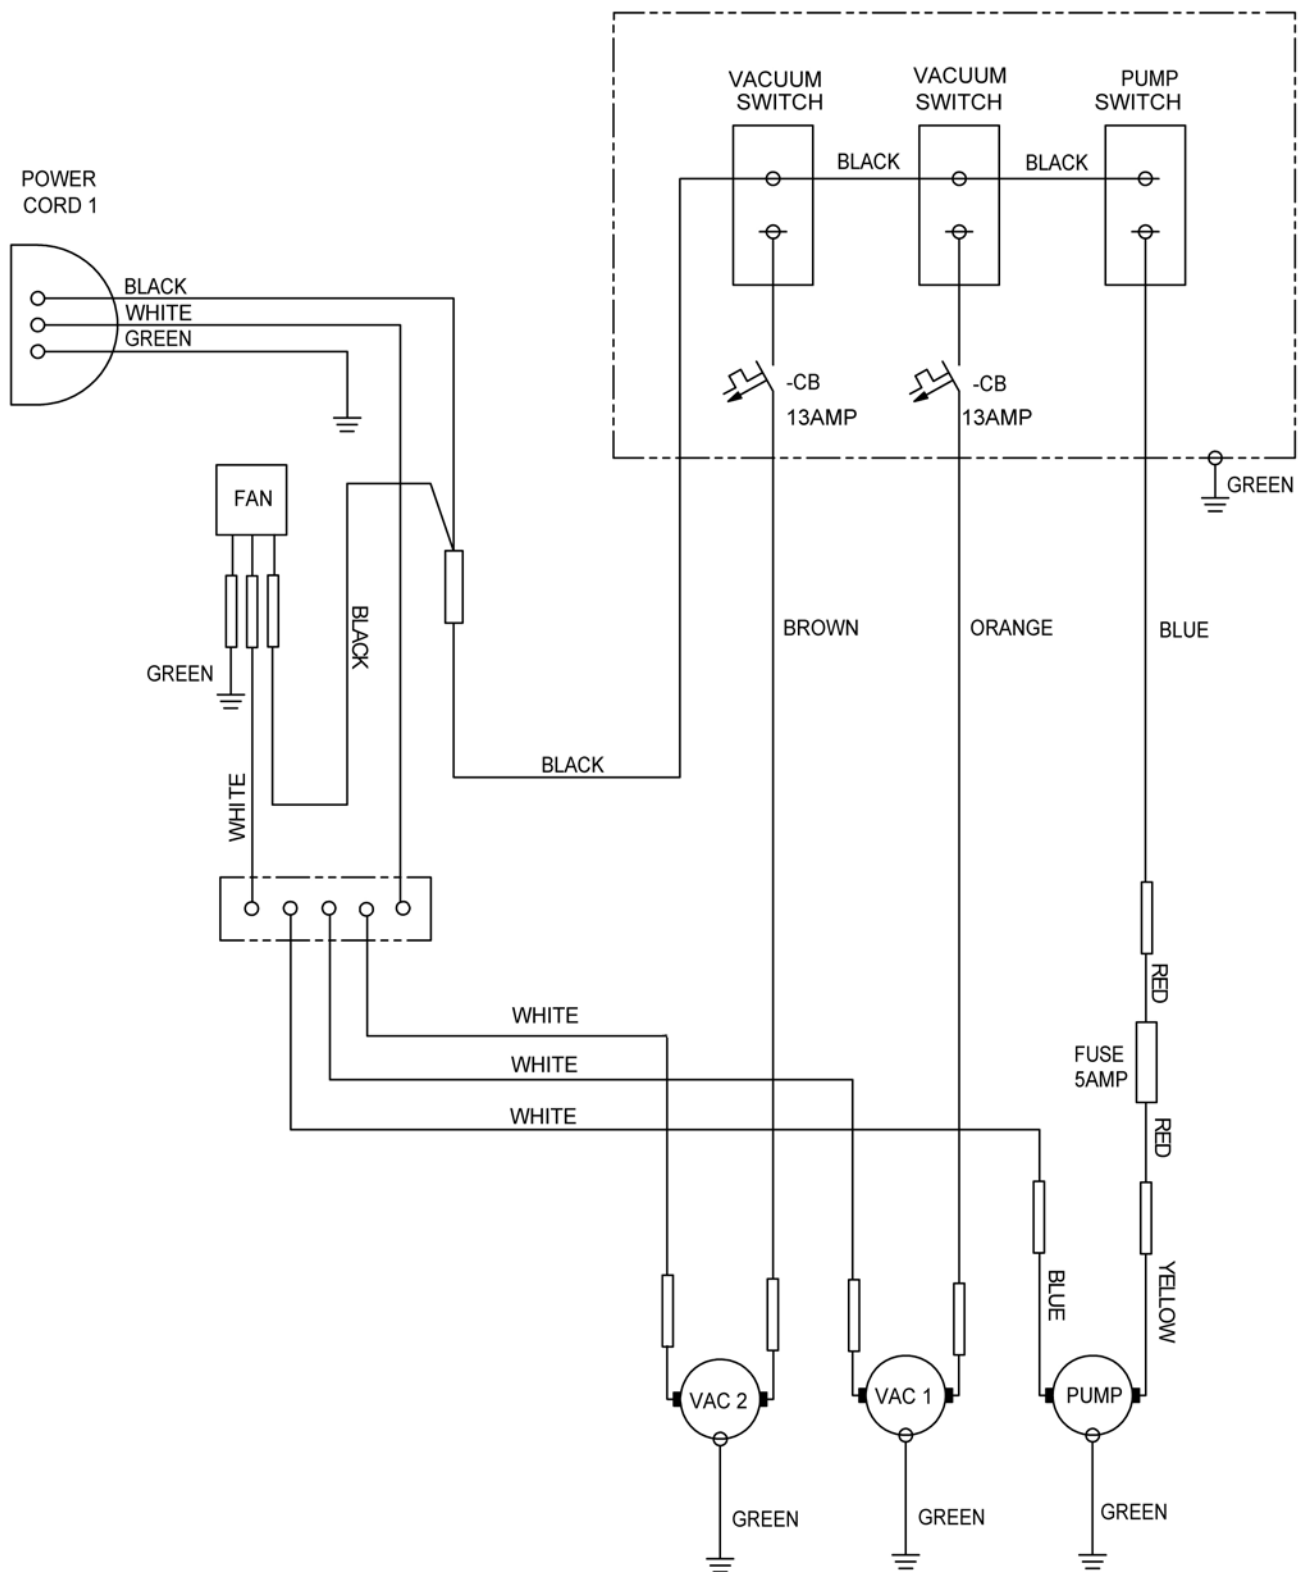 VACUUM
SWITCH
VACUUM
SWITCH
PUMP
SWITCH
BLACK
BLACK
POWER
CORD 1
BLACK
WHITE
GREEN
-CB
13AMP
-CB
13AMP
GREEN
FAN
BLACK
GREEN
BROWN
ORANGE
BLUE
BLACK
WHITE
RED
WHITE
FUSE
5AMP
WHITE
WHITE
RED
BLUE
YELLOW
VAC 2
VAC 1
PUMP
GREEN
GREEN
GREEN